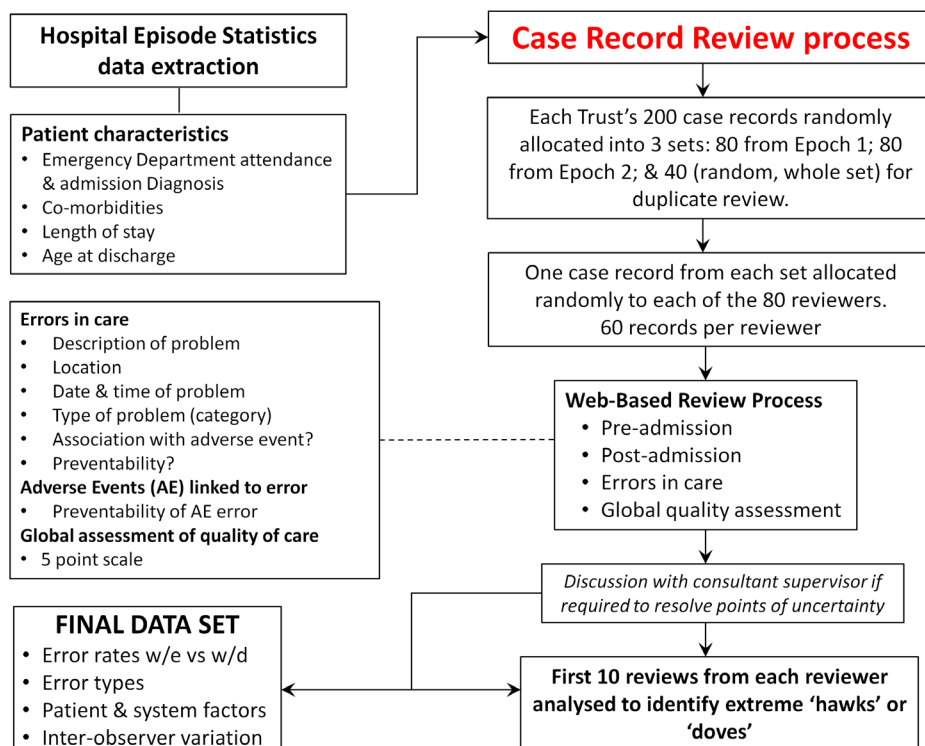 Hospital Episode Statistics
data extraction
Patient characteristics
• Emergency Department attendance
& admission Diagnosis
• Co-morbidities
• Length of stay
• Age at discharge
Case Record Review process
Each Trust’s 200 case records randomly
allocated into 3 sets: 80 from Epoch 1; 80
from Epoch 2; & 40 (random, whole set) for
duplicate review.
One case record from each set allocated
randomly to each of the 80 reviewers.
60 records per reviewer
Errors in care
• Description of problem
• Location
• Date & time of problem
• Type of problem (category)
• Association with adverse event?
• Preventability?
Adverse Events (AE) linked to error
• Preventability of AE error
Global assessment of quality of care
• 5 point scale
Web-Based Review Process
• Pre-admission
• Post-admission
• Errors in care
• Global quality assessment
Discussion with consultant supervisor if
required to resolve points of uncertainty
FINAL DATA SET
• Error rates w/e vs w/d
• Error types
• Patient & system factors
• Inter-observer variation
First 10 reviews from each reviewer
analysed to identify extreme ‘hawks’ or
‘doves’